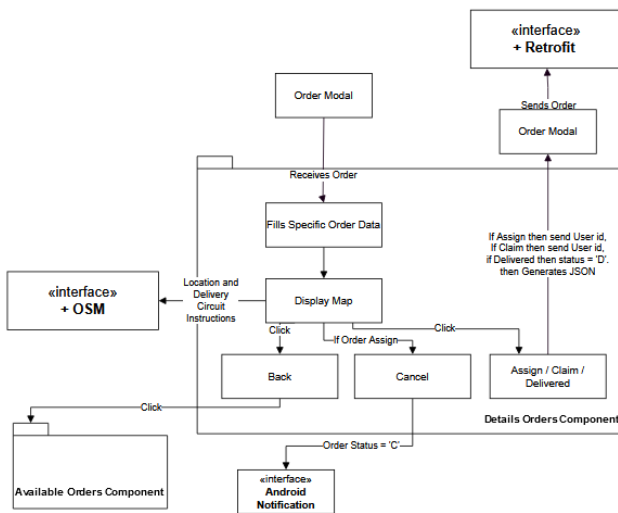 «interface»
+ Retrofit
Order Modal
Sends Order
Order Modal
Receives Order
Fills Specific Order Data
If Assign then send User id,
If Claim then send User id,
if Delivered then status = 'D'.
then Generates JSON
«interface»
+ OSM
Location and
Delivery
Circuit
Instructions
Display Map
Click
If Order Assign
Click
Back
Cancel
Assign / Claim /
Delivered
Click
Details Orders Component
Order Status = 'C'
Available Orders Component
«interface»
Android
Notification